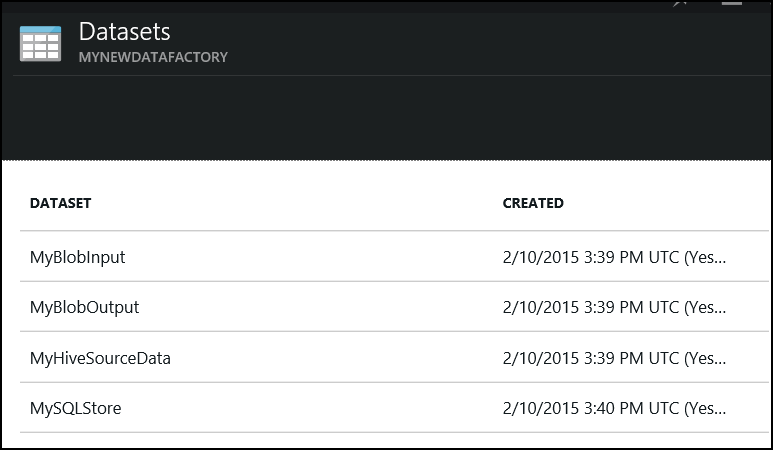 Datasets
MYNEWDATAFACTORY
DATASET CREATED
MyBlobInput 2/10/2015 3:39 PM UTC (Yes...
MyBlobOutput 2/10/2015 3:39 PM UTC (Yes...
MyHiveSourceData 2/10/2015 3:39 PM UTC (Yes...
MySQLStore 2/10/2015 3:40 PM UTC (Yes...